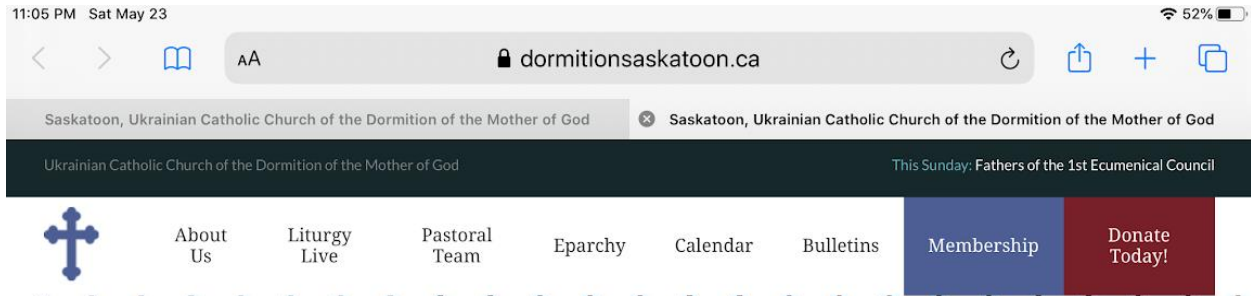 11:05 PM Sat May 23 52%
AA dormitionsaskatoon.ca
Saskatoon, Ukrainian Catholic Church of the Dormition of the Mother of God Saskatoon, Ukrainian Catholic Church of the Dormition of the Mother of God
Ukrainian Catholic Church of the Dormition of the Mother of God This Sunday: Fathers of the 1st Ecumenical Council
About Us Liturgy Live Pastoral Team Eparchy Calendar Bulletins Membership Donate Today!